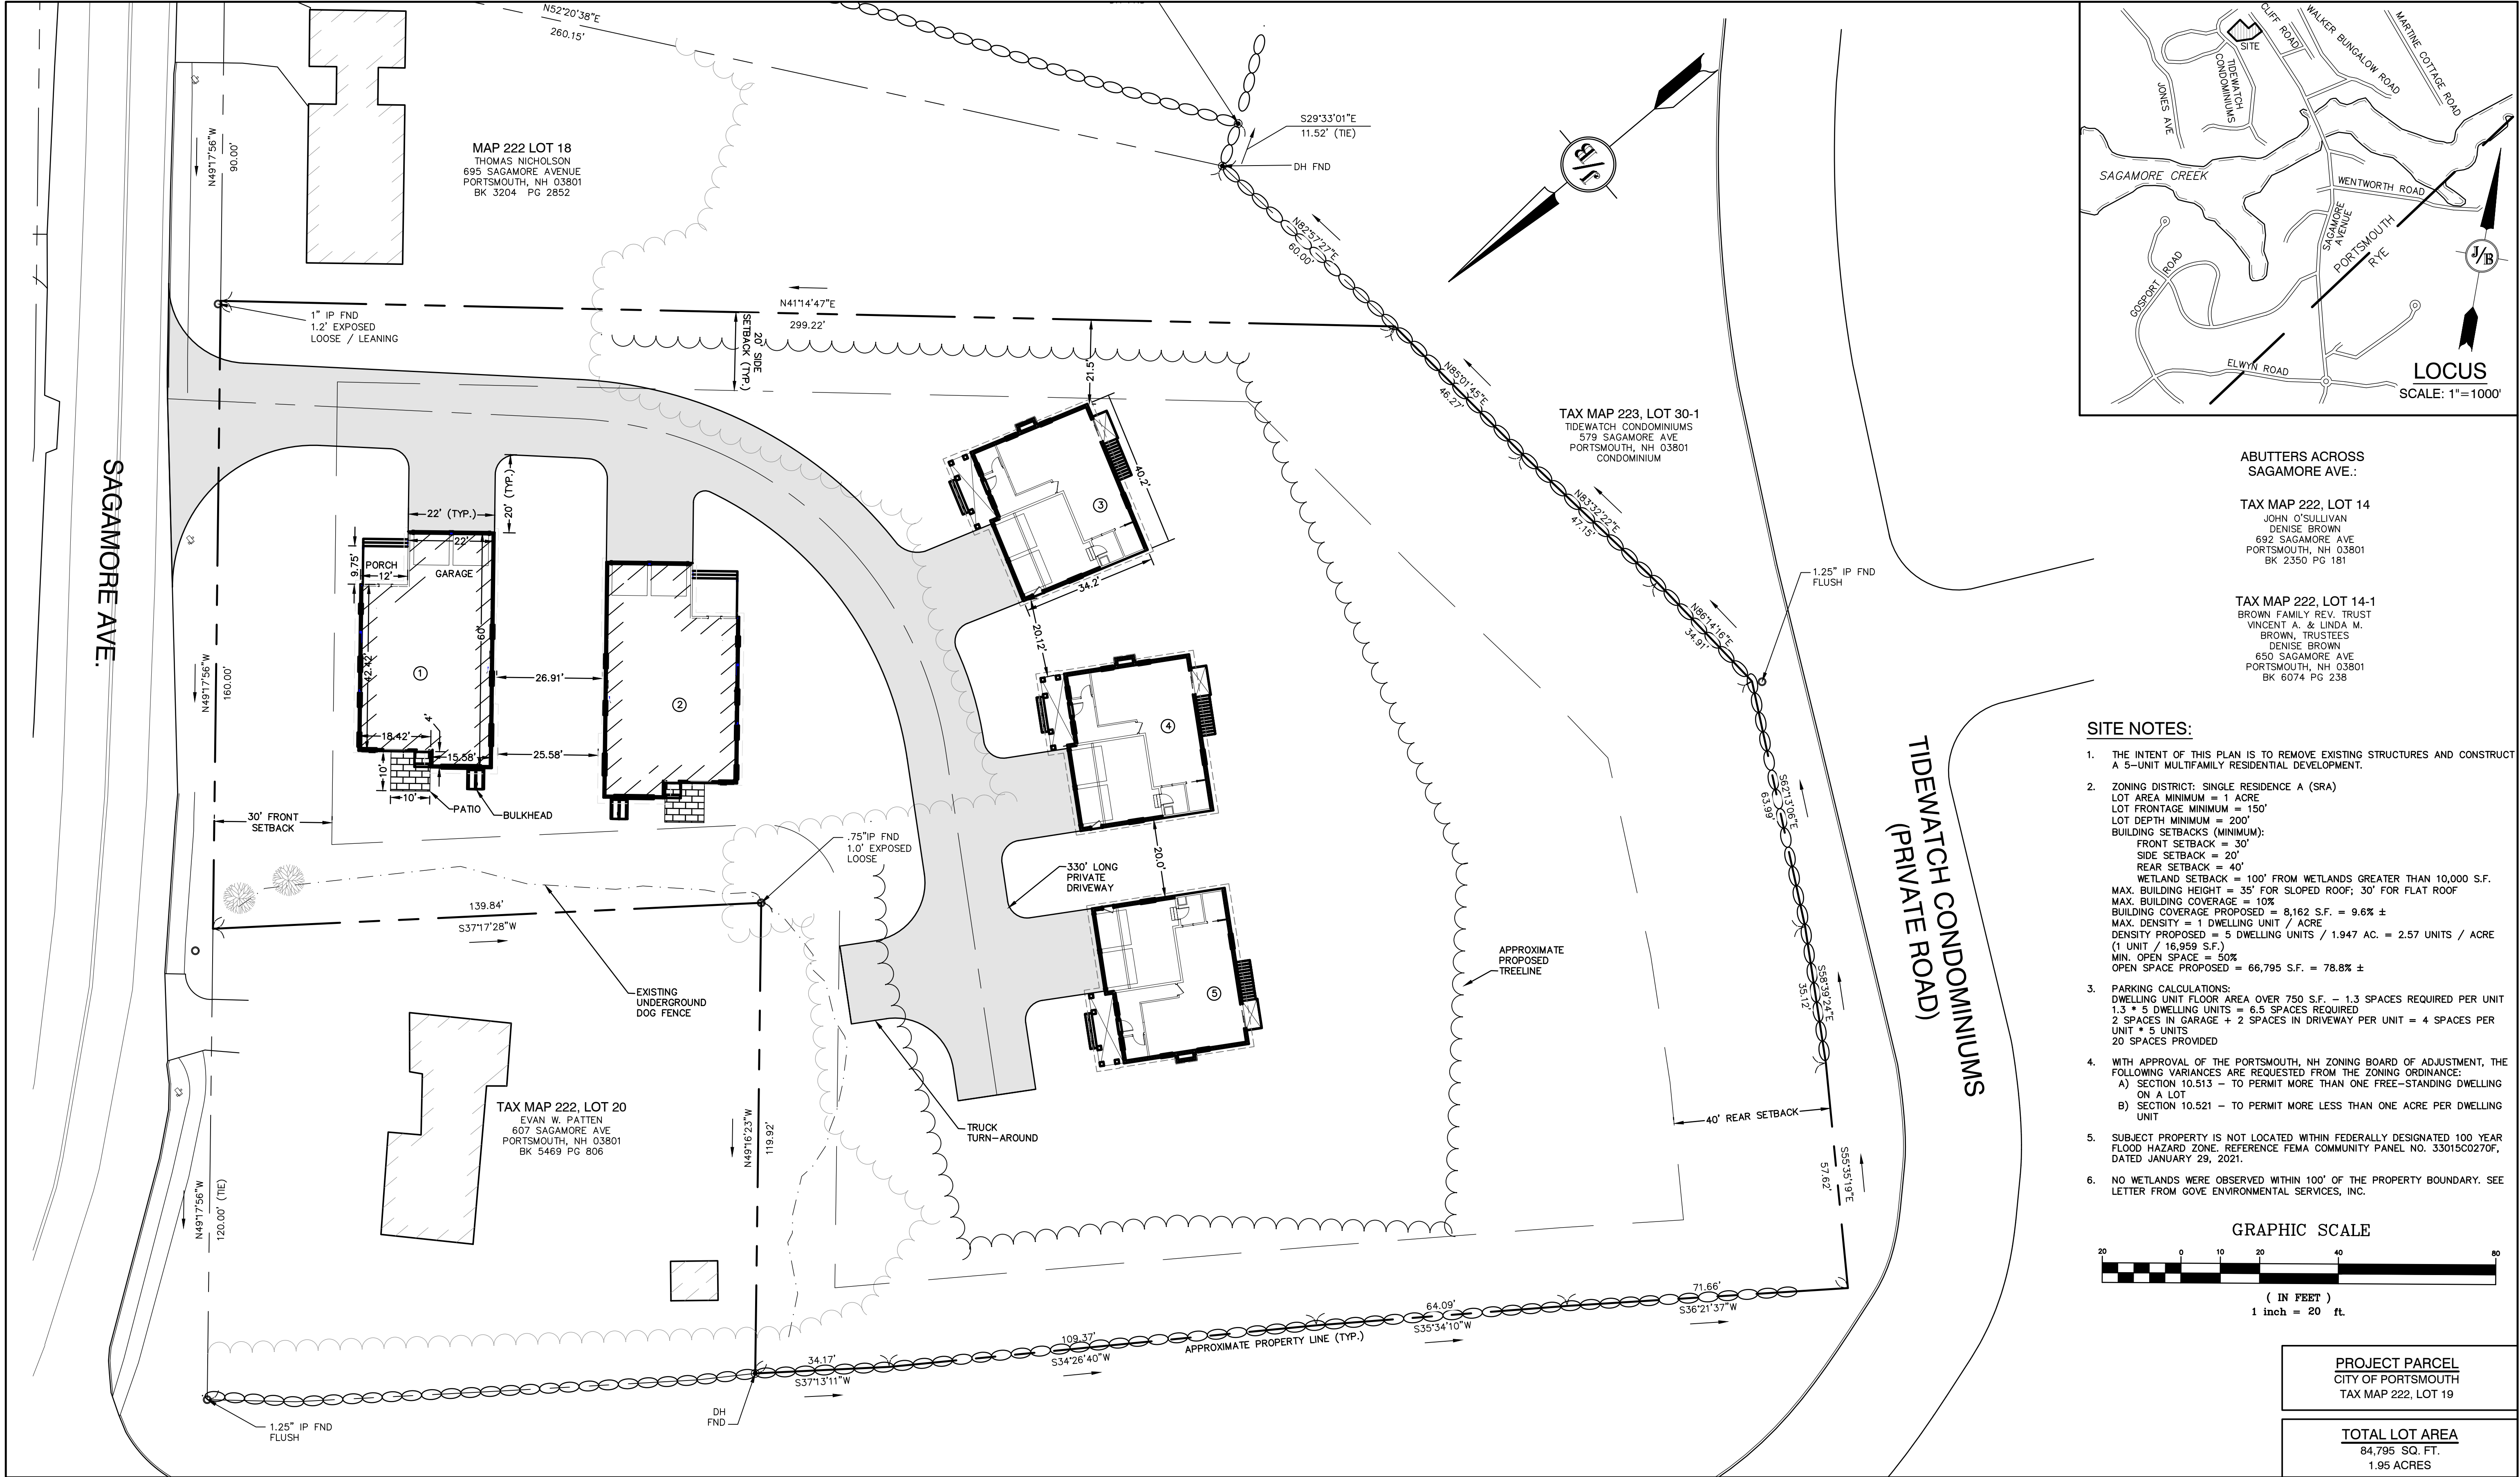 N52°20'38"E
260.15'
N49°17'56"W
90.00'
MAP 222 LOT 18
THOMAS NICHOLSON
695 SAGAMORE AVENUE
PORTSMOUTH, NH 03801
BK 3204 PG 2852
S29°33'01"E
11.52' (TIE)
DH FND
J/B
N82°57'27"E
60.00'
1" IP FND
1.2' EXPOSED
LOOSE / LEANING
N41°14'47"E
299.22'
20' SIDE
SETBACK (TYP.)
21.5'
N85°01'45"E
46.27'
TAX MAP 223, LOT 30-1
TIDEWATCH CONDOMINIUMS
579 SAGAMORE AVE
PORTSMOUTH, NH 03801
CONDOMINIUM
N83°32'22"E
47.15'
N86°14'16"E
34.91'
1.25" IP FND
FLUSH
SAGAMORE AVE.
N49°17'56"W
160.00'
22' (TYP.)
20' (TYP.)
22'
9.75'
PORCH
12'
GARAGE
60'
42.42'
1
4'
18.42'
15.58'
10'
10'
PATIO
BULKHEAD
26.91'
25.58'
2
3
40.2'
34.2'
20.12'
4
20.0'
5
30' FRONT
SETBACK
.75"IP FND
1.0' EXPOSED
LOOSE
330' LONG
PRIVATE
DRIVEWAY
139.84'
S37°17'28"W
EXISTING
UNDERGROUND
DOG FENCE
S62°13'06"E
63.99'
S58°39'24"E
35.12'
APPROXIMATE
PROPOSED
TREELINE
TIDEWATCH CONDOMINIUMS
(PRIVATE ROAD)
TAX MAP 222, LOT 20
EVAN W. PATTEN
607 SAGAMORE AVE
PORTSMOUTH, NH 03801
BK 5469 PG 806
N49°16'23"W
119.92'
TRUCK
TURN-AROUND
40' REAR SETBACK
S55°35'19"E
57.62'
N49°17'56"W
120.00' (TIE)
71.66'
S36°21'37"W
64.09'
S35°34'10"W
109.37'
S34°26'40"W
APPROXIMATE PROPERTY LINE (TYP.)
34.17'
S37°13'11"W
DH
FND
1.25" IP FND
FLUSH
CLIFF ROAD
WALKER BUNGALOW ROAD
MARTINE COTTAGE ROAD
SITE
TIDEWATCH
CONDOMINIUMS
JONES AVE
SAGAMORE CREEK
WENTWORTH ROAD
SAGAMORE
AVENUE
PORTSMOUTH
RYE
GOSPORT ROAD
ELWYN ROAD
J/B
LOCUS
SCALE: 1"=1000'
ABUTTERS ACROSS
SAGAMORE AVE.:
TAX MAP 222, LOT 14
JOHN O'SULLIVAN
DENISE BROWN
692 SAGAMORE AVE
PORTSMOUTH, NH 03801
BK 2350 PG 181
TAX MAP 222, LOT 14-1
BROWN FAMILY REV. TRUST
VINCENT A. & LINDA M.
BROWN, TRUSTEES
DENISE BROWN
650 SAGAMORE AVE
PORTSMOUTH, NH 03801
BK 6074 PG 238
SITE NOTES:
1. THE INTENT OF THIS PLAN IS TO REMOVE EXISTING STRUCTURES AND CONSTRUCT
A 5-UNIT MULTIFAMILY RESIDENTIAL DEVELOPMENT.
2. ZONING DISTRICT: SINGLE RESIDENCE A (SRA)
LOT AREA MINIMUM = 1 ACRE
LOT FRONTAGE MINIMUM = 150'
LOT DEPTH MINIMUM = 200'
BUILDING SETBACKS (MINIMUM):
FRONT SETBACK = 30'
SIDE SETBACK = 20'
REAR SETBACK = 40'
WETLAND SETBACK = 100' FROM WETLANDS GREATER THAN 10,000 S.F.
MAX. BUILDING HEIGHT = 35' FOR SLOPED ROOF; 30' FOR FLAT ROOF
MAX. BUILDING COVERAGE = 10%
BUILDING COVERAGE PROPOSED = 8,162 S.F. = 9.6% ±
MAX. DENSITY = 1 DWELLING UNIT / ACRE
DENSITY PROPOSED = 5 DWELLING UNITS / 1.947 AC. = 2.57 UNITS / ACRE
(1 UNIT / 16,959 S.F.)
MIN. OPEN SPACE = 50%
OPEN SPACE PROPOSED = 66,795 S.F. = 78.8% ±
3. PARKING CALCULATIONS:
DWELLING UNIT FLOOR AREA OVER 750 S.F. - 1.3 SPACES REQUIRED PER UNIT
1.3 * 5 DWELLING UNITS = 6.5 SPACES REQUIRED
2 SPACES IN GARAGE + 2 SPACES IN DRIVEWAY PER UNIT = 4 SPACES PER
UNIT * 5 UNITS
20 SPACES PROVIDED
4. WITH APPROVAL OF THE PORTSMOUTH, NH ZONING BOARD OF ADJUSTMENT, THE
FOLLOWING VARIANCES ARE REQUESTED FROM THE ZONING ORDINANCE:
A) SECTION 10.513 - TO PERMIT MORE THAN ONE FREE-STANDING DWELLING
ON A LOT
B) SECTION 10.521 - TO PERMIT MORE LESS THAN ONE ACRE PER DWELLING
UNIT
5. SUBJECT PROPERTY IS NOT LOCATED WITHIN FEDERALLY DESIGNATED 100 YEAR
FLOOD HAZARD ZONE. REFERENCE FEMA COMMUNITY PANEL NO. 33015C0270F,
DATED JANUARY 29, 2021.
6. NO WETLANDS WERE OBSERVED WITHIN 100' OF THE PROPERTY BOUNDARY. SEE
LETTER FROM GOVE ENVIRONMENTAL SERVICES, INC.
GRAPHIC SCALE
20 0 10 20 40 80
( IN FEET )
1 inch = 20 ft.
PROJECT PARCEL
CITY OF PORTSMOUTH
TAX MAP 222, LOT 19
TOTAL LOT AREA
84,795 SQ. FT.
1.95 ACRES